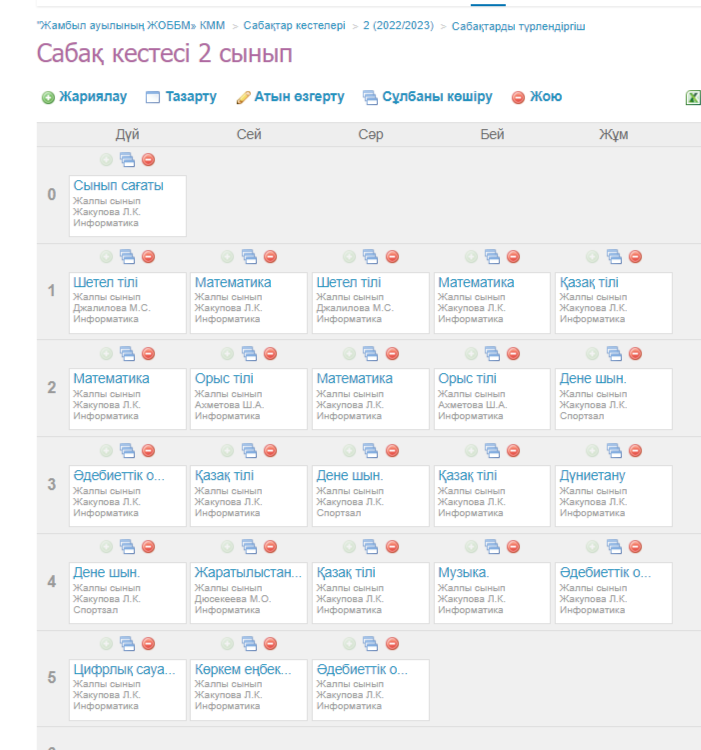 "Жамбыл ауылының ЖОББМ» КММ > Сабақтар кестелері > 2 (2022/2023) > Сабақтарды түрлендіргіш
Сабақ кестесі 2 сынып
Жариялау Тазарту Атын өзгерту Сұлбаны көшіру Жою
Дүй Сей Сәр Бей Жұм
0
Сынып сағаты
Жалпы сынып
Жакупова Л.К.
Информатика
1
Шетел тілі Математика Шетел тілі Математика Қазақ тілі
Жалпы сынып Жалпы сынып Жалпы сынып Жалпы сынып Жалпы сынып
Джалилова М.С. Жакупова Л.К. Джалилова М.С. Жакупова Л.К. Жакупова Л.К.
Информатика Информатика Информатика Информатика Информатика
2
Математика Орыс тілі Математика Орыс тілі Дене шын.
Жалпы сынып Жалпы сынып Жалпы сынып Жалпы сынып Жалпы сынып
Жакупова Л.К. Ахметова Ш.А. Жакупова Л.К. Ахметова Ш.А. Жакупова Л.К.
Информатика Информатика Информатика Информатика Спортзал
3
Әдебиеттік о... Қазақ тілі Дене шын. Қазақ тілі Дүниетану
Жалпы сынып Жалпы сынып Жалпы сынып Жалпы сынып Жалпы сынып
Жакупова Л.К. Жакупова Л.К. Жакупова Л.К. Жакупова Л.К. Жакупова Л.К.
Информатика Информатика Спортзал Информатика Информатика
4
Дене шын. Жаратылыстан... Қазақ тілі Музыка. Әдебиеттік о...
Жалпы сынып Жалпы сынып Жалпы сынып Жалпы сынып Жалпы сынып
Жакупова Л.К. Дюсекеева М.О. Жакупова Л.К. Жакупова Л.К. Жакупова Л.К.
Спортзал Информатика Информатика Информатика Информатика
5
Цифрлық сауа... Көркем еңбек... Әдебиеттік о...
Жалпы сынып Жалпы сынып Жалпы сынып
Жакупова Л.К. Жакупова Л.К. Жакупова Л.К.
Информатика Информатика Информатика